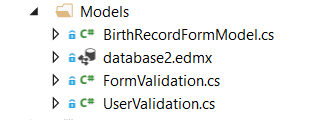 Models
C# BirthRecordFormModel.cs
database2.edmx
C# FormValidation.cs
C# UserValidation.cs